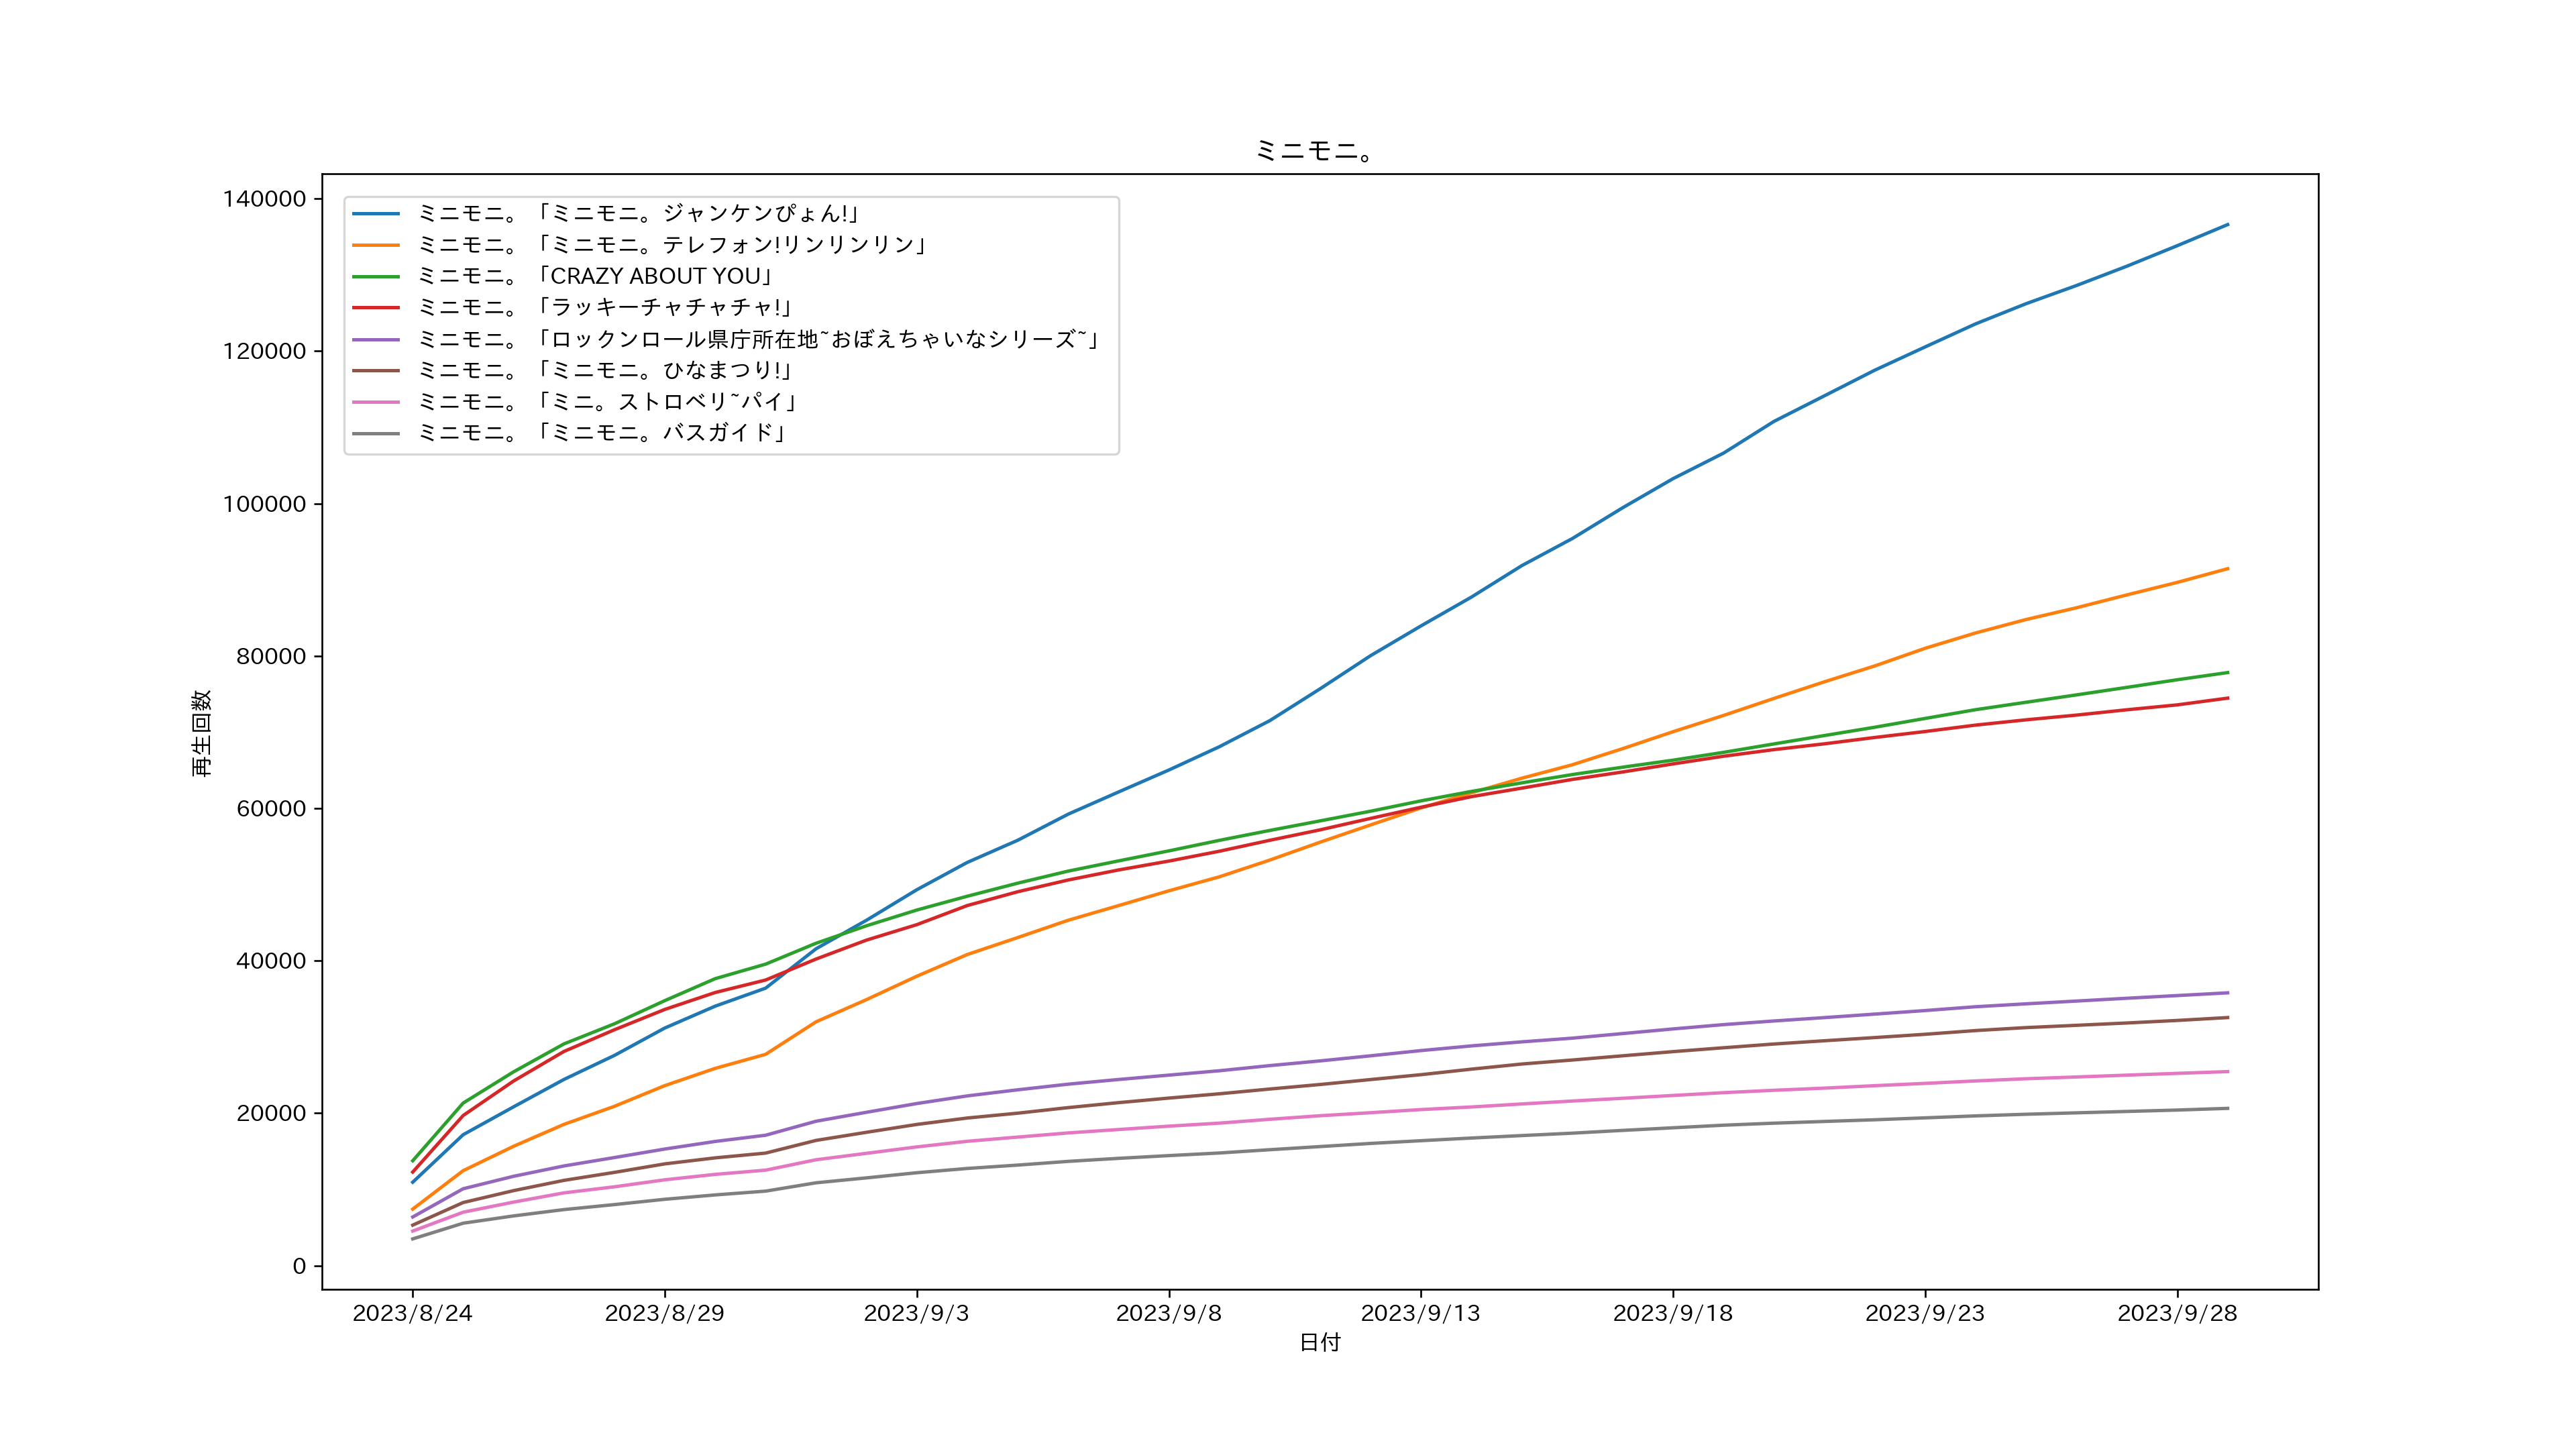 ミニモニ。
140000
120000
100000
80000
60000
40000
20000
0
再生回数
ミニモニ。「ミニモニ。ジャンケンぴょん!」
ミニモニ。「ミニモニ。テレフォン!リンリンリン」
ミニモニ。「CRAZY ABOUT YOU」
ミニモニ。「ラッキーチャチャチャ!」
ミニモニ。「ロックンロール県庁所在地~おぼえちゃいなシリーズ~」
ミニモニ。「ミニモニ。ひなまつり!」
ミニモニ。「ミニ。ストロベリ~パイ」
ミニモニ。「ミニモニ。バスガイド」
2023/8/24 2023/8/29 2023/9/3 2023/9/8 2023/9/13 2023/9/18 2023/9/23 2023/9/28
日付